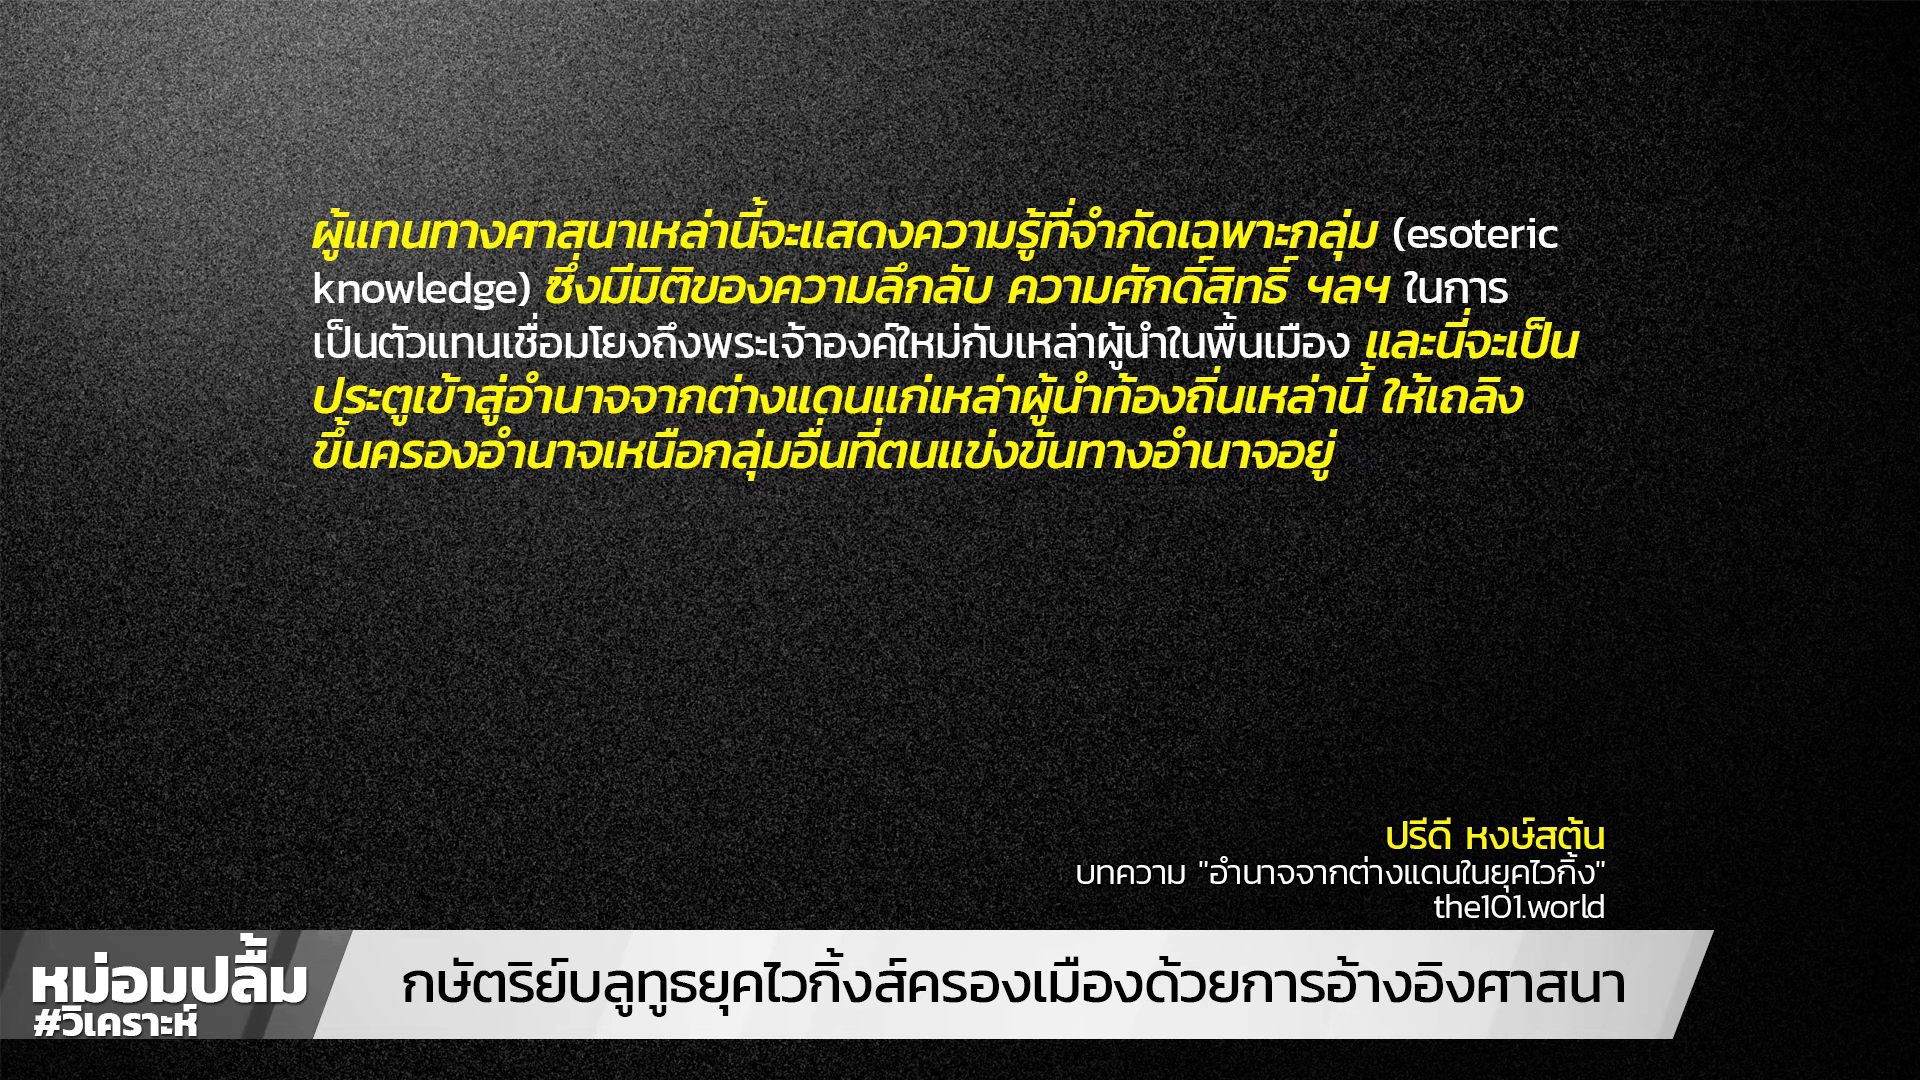 ผู้แทนทางศาสนาเหล่านี้จะแสดงความรู้ที่จำกัดเฉพาะกลุ่ม (esoteric
knowledge) ซึ่งมีมิติของความลึกลับ ความศักดิ์สิทธิ์ ฯลฯ ในการ
เป็นตัวแทนเชื่อมโยงถึงพระเจ้าองค์ใหม่กับเหล่าผู้นำในพื้นเมือง และนี่จะเป็น
ประตูเข้าสู่อำนาจจากต่างแดนแก่เหล่าผู้นำท้องถิ่นเหล่านี้ ให้เถลิง
ขึ้นครองอำนาจเหนือกลุ่มอื่นที่ตนแข่งขันทางอำนาจอยู่
ปรีดี หงษ์สต้น
บทความ "อำนาจจากต่างแดนในยุคไวกิ้ง"
the101.world
หม่อมปลื้ม
#วิเคราะห์
กษัตริย์บลูทูธยุคไวกิ้งส์ครองเมืองด้วยการอ้างอิงศาสนา